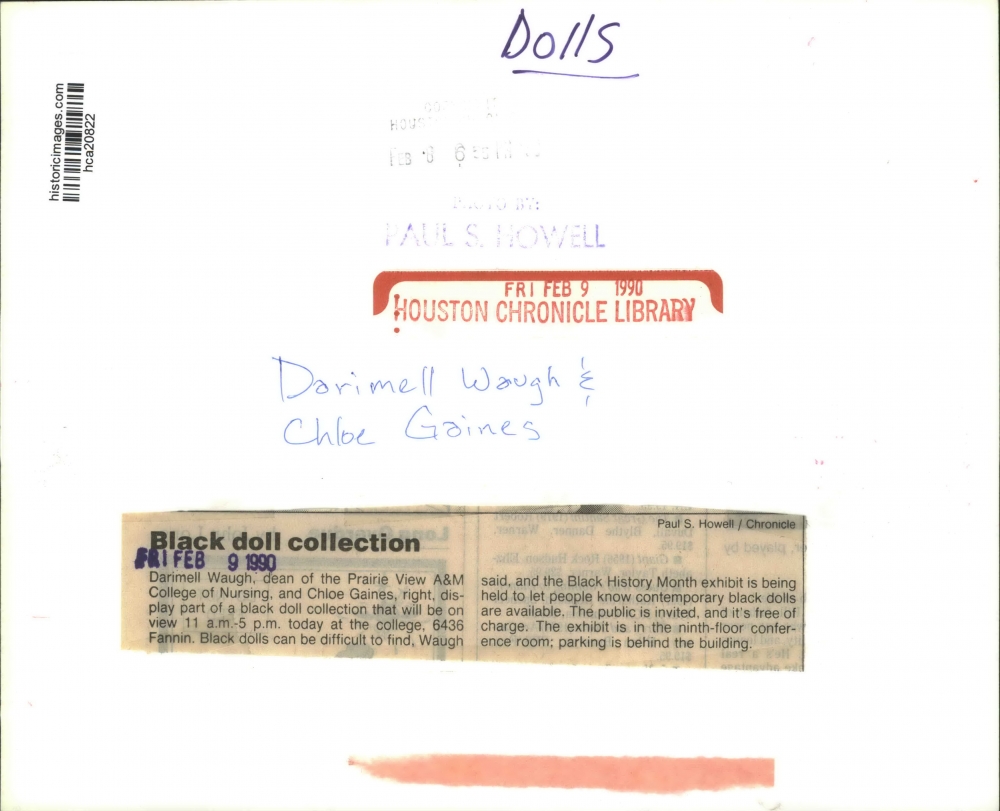 Dolls
historicimages.com
hca20822
FEB
PHOTO BY:
PAUL S. HOWELL
FRI FEB 9 1990
HOUSTON CHRONICLE LIBRARY
Darimell Waugh &
Chloe Gaines
Paul S. Howell / Chronicle
Black doll collection
FRI FEB 9 1990
Darimell Waugh, dean of the Prairie View A&M
College of Nursing, and Chloe Gaines, right, dis-
play part of a black doll collection that will be on
view 11 a.m.-5 p.m. today at the college, 6436
Fannin. Black dolls can be difficult to find, Waugh
said, and the Black History Month exhibit is being
held to let people know contemporary black dolls
are available. The public is invited, and it's free of
charge. The exhibit is in the ninth-floor confer-
ence room; parking is behind the building.